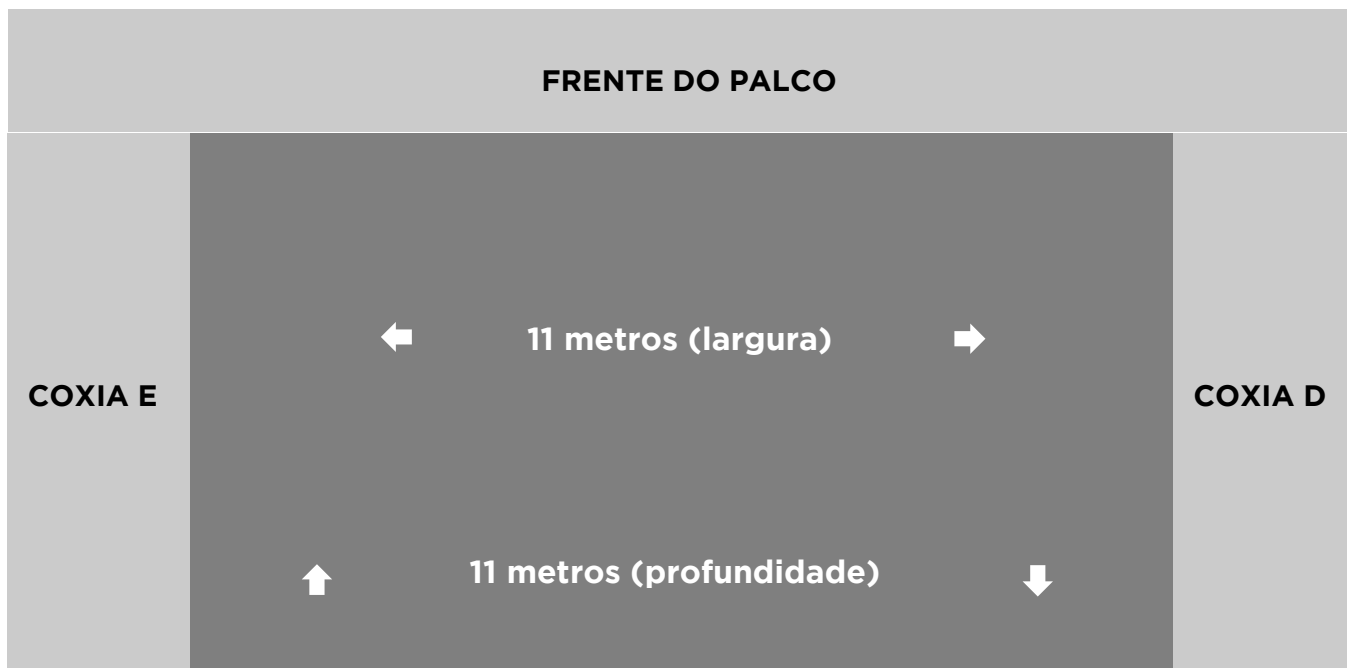 FRENTE DO PALCO
11 metros (largura)
COXIA E
COXIA D
11 metros (profundidade)